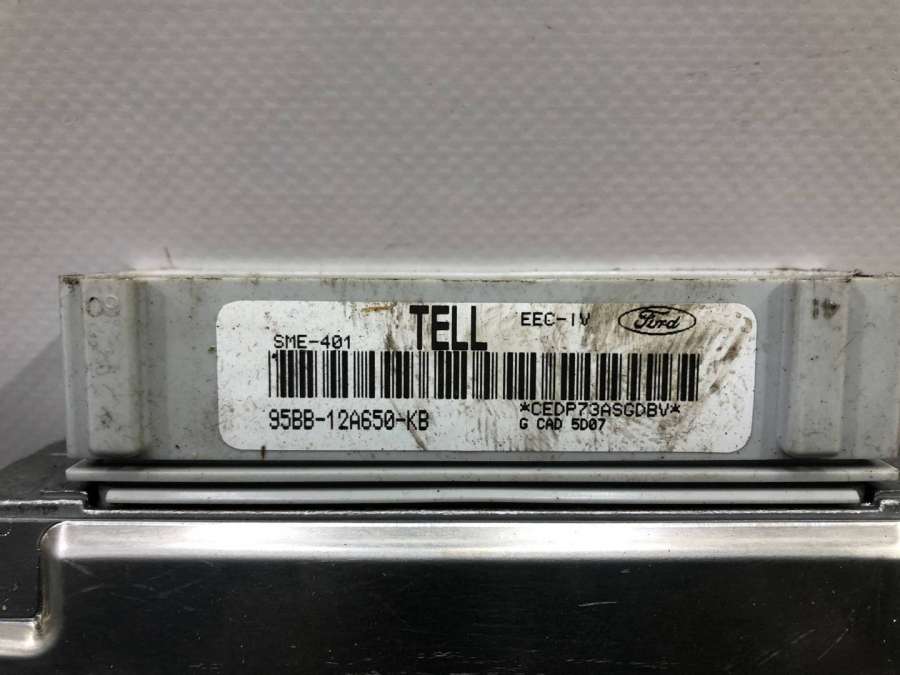 TELL EEC-IV Ford
SME-401
95BB-12A650-KB *CEDP73ASGDBV*
G CAD 5D07